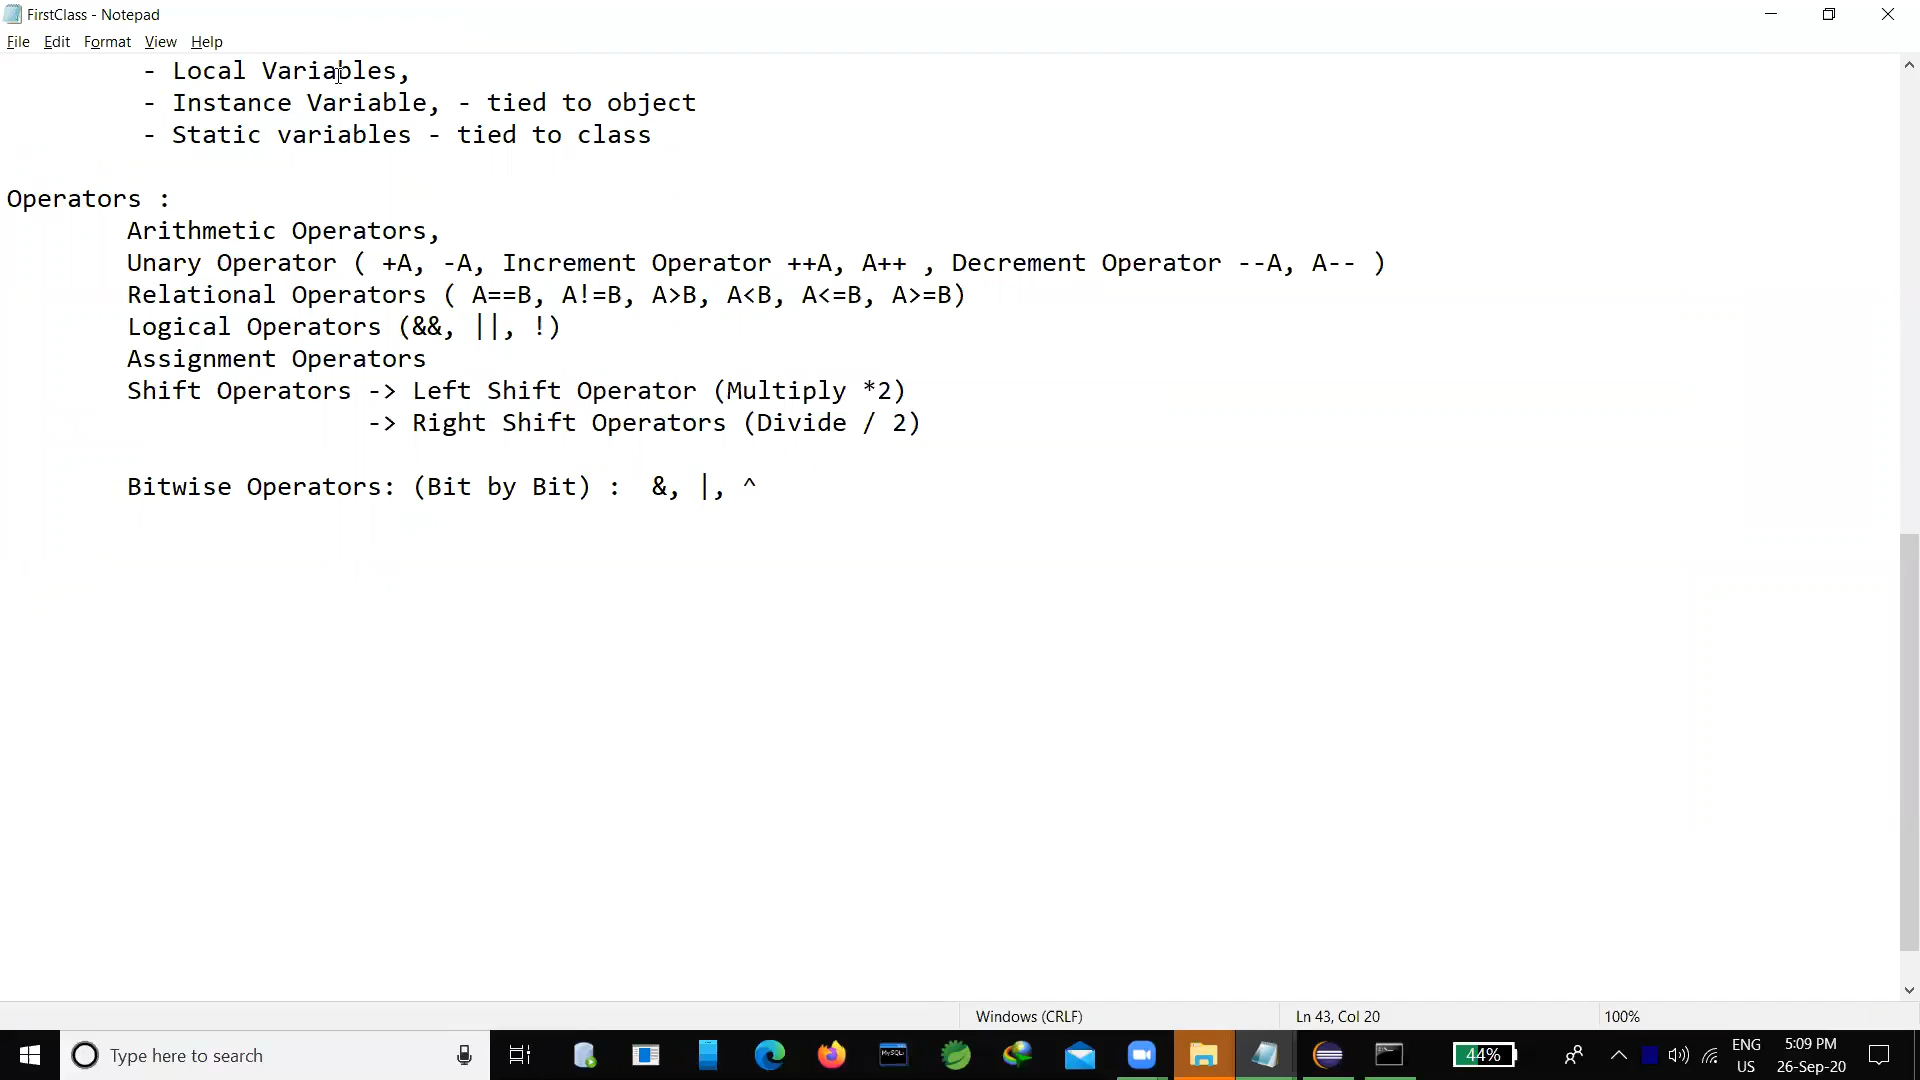 FirstClass - Notepad
File Edit Format View Help
- Local Variables,
- Instance Variable, - tied to object
- Static variables - tied to class
Operators :
Arithmetic Operators,
Unary Operator ( +A, -A, Increment Operator ++A, A++ , Decrement Operator --A, A-- )
Relational Operators ( A==B, A!=B, A>B, A<B, A<=B, A>=B)
Logical Operators (&&, ||, !)
Assignment Operators
Shift Operators -> Left Shift Operator (Multiply *2)
-> Right Shift Operators (Divide / 2)
Bitwise Operators: (Bit by Bit) :  &, |, ^
Windows (CRLF) Ln 43, Col 20 100%
Type here to search
MySQL
44%
ENG
US
5:09 PM
26-Sep-20